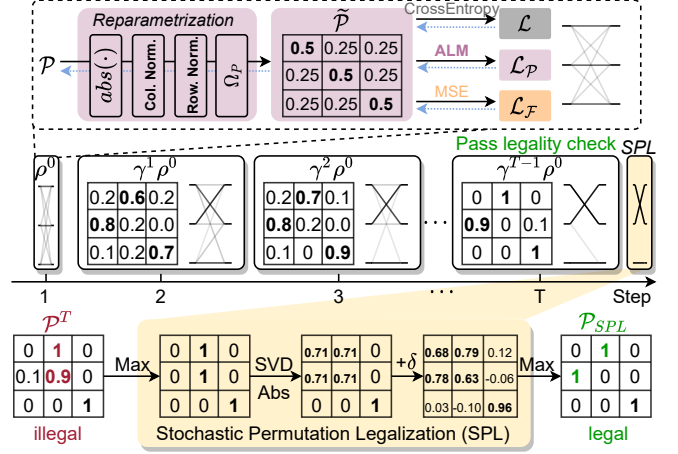 Reparametrization
𝒫
abs(·)
Col. Norm.
Row. Norm.
Ω_P
𝒫̃
0.5 0.25 0.25
0.25 0.5 0.25
0.25 0.25 0.5
CrossEntropy
ℒ
ALM
ℒ_𝒫
MSE
ℒ_ℱ
Pass legality check
SPL
ρ⁰
γ¹ρ⁰
0.2 0.6 0.2
0.8 0.2 0.0
0.1 0.2 0.7
γ²ρ⁰
0.2 0.7 0.1
0.8 0.2 0.0
0.1 0 0.9
···
γᵀ⁻¹ρ⁰
0 1 0
0.9 0 0.1
0 0 1
1 2 3 ··· T Step
𝒫ᵀ
0 1 0
0.1 0.9 0
0 0 1
illegal
Max
0 1 0
0 1 0
0 0 1
SVD
Abs
0.71 0.71 0
0.71 0.71 0
0 0 1
+δ
0.68 0.79 0.12
0.78 0.63 -0.06
0.03 -0.10 0.96
Max
Stochastic Permutation Legalization (SPL)
𝒫_SPL
0 1 0
1 0 0
0 0 1
legal